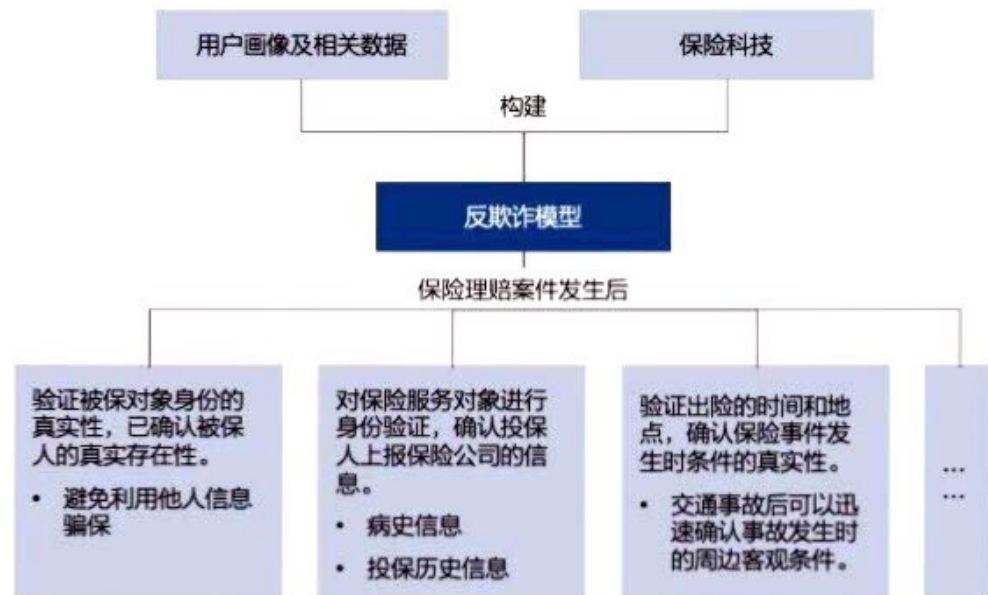 用户画像及相关数据
保险科技
构建
反欺诈模型
保险理赔案件发生后
验证被保对象身份的
真实性，已确认被保
人的真实存在性。
• 避免利用他人信息
骗保
对保险服务对象进行
身份验证，确认投保
人上报保险公司的信
息。
• 病史信息
• 投保历史信息
验证出险的时间和地
点，确认保险事件发
生时条件的真实性。
• 交通事故后可以迅
速确认事故发生时
的周边客观条件。
...
...